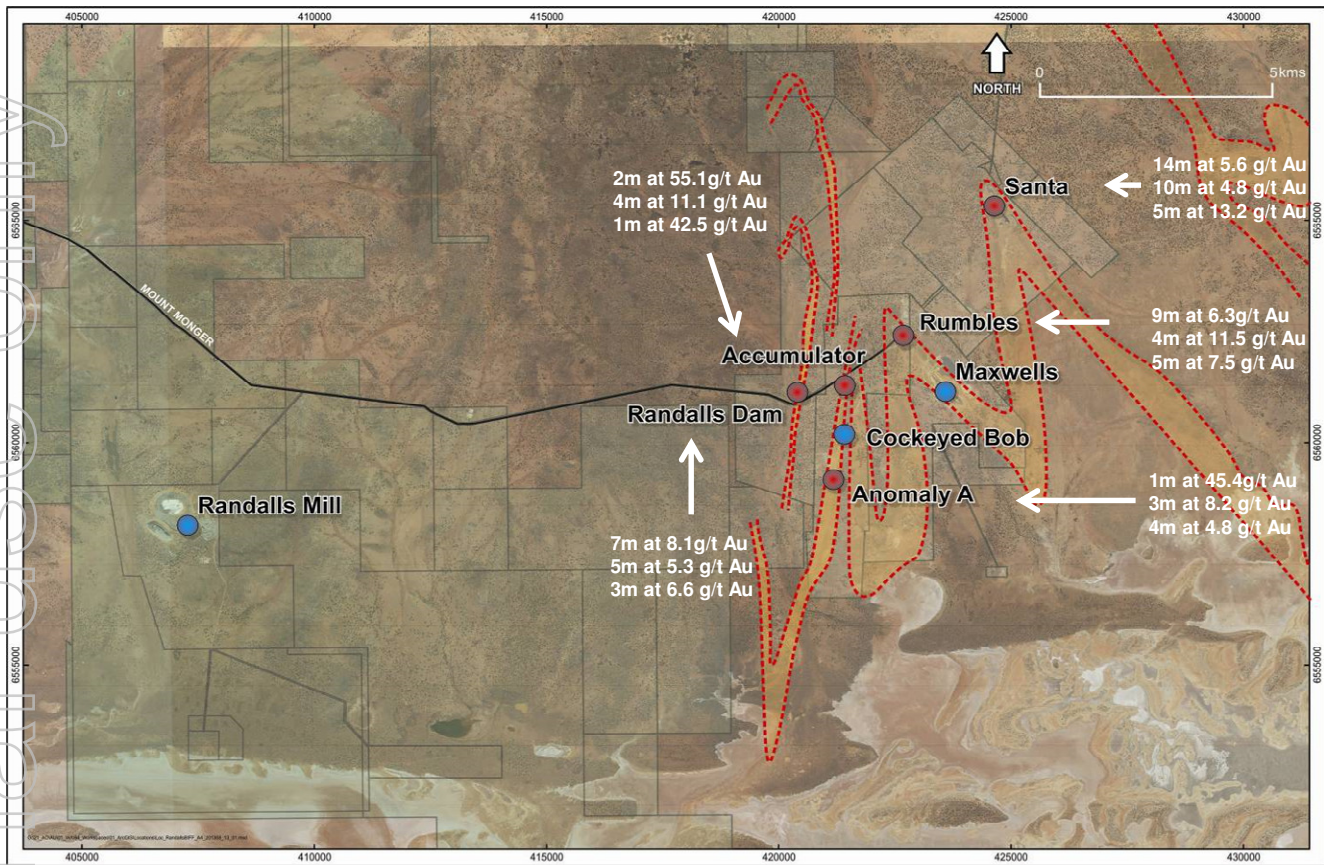 405000
410000
415000
420000
425000
430000
NORTH
0
5kms
2m at 55.1g/t Au
4m at 11.1 g/t Au
1m at 42.5 g/t Au
Santa
14m at 5.6 g/t Au
10m at 4.8 g/t Au
5m at 13.2 g/t Au
6565000
6565000
MOUNT MONGER
Rumbles
9m at 6.3g/t Au
4m at 11.5 g/t Au
5m at 7.5 g/t Au
Accumulator
Maxwells
Randalls Dam
Cockeyed Bob
6560000
6560000
Anomaly A
1m at 45.4g/t Au
3m at 8.2 g/t Au
4m at 4.8 g/t Au
Randalls Mill
7m at 8.1g/t Au
5m at 5.3 g/t Au
3m at 6.6 g/t Au
6555000
6555000
405000
410000
415000
420000
425000
430000